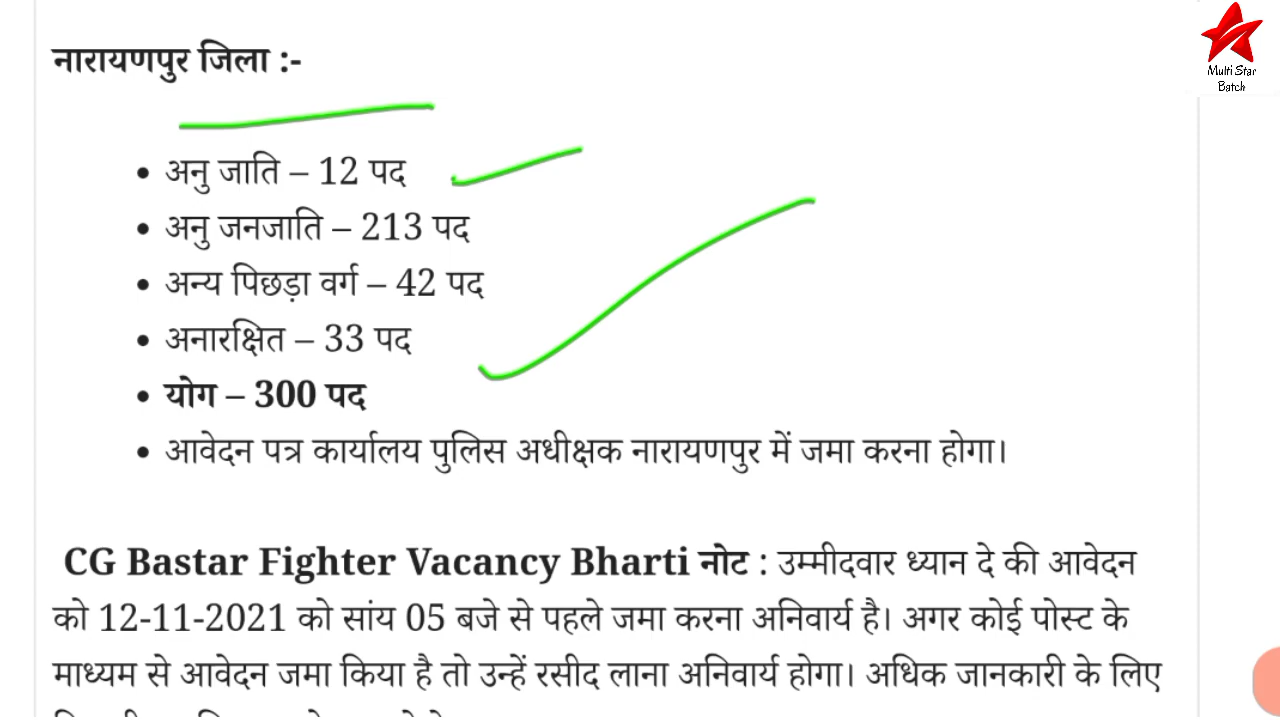 नारायणपुर जिला :-
Multi Star
Batch
• अनु जाति – 12 पद
• अनु जनजाति – 213 पद
• अन्य पिछड़ा वर्ग – 42 पद
• अनारक्षित – 33 पद
• योग – 300 पद
• आवेदन पत्र कार्यालय पुलिस अधीक्षक नारायणपुर में जमा करना होगा।
CG Bastar Fighter Vacancy Bharti नोट : उम्मीदवार ध्यान दे की आवेदन
को 12-11-2021 को सांय 05 बजे से पहले जमा करना अनिवार्य है। अगर कोई पोस्ट के
माध्यम से आवेदन जमा किया है तो उन्हें रसीद लाना अनिवार्य होगा। अधिक जानकारी के लिए